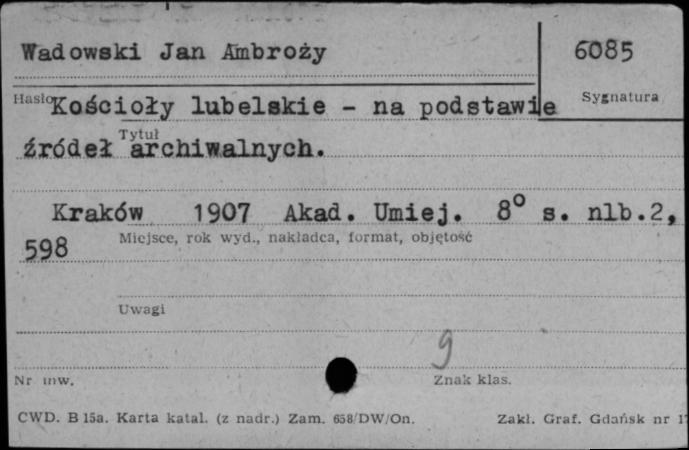 Wadowski Jan Ambroży
6085
Hasło
Sygnatura
Kościoły lubelskie - na podstawie
Tytuł
źródeł archiwalnych.
Kraków 1907 Akad. Umiej. 8° s. nlb.2,
598
Miejsce, rok wyd., nakładca, format, objętość
Uwagi
9
Nr inw.
Znak klas.
CWD. B 15a. Karta katal. (z nadr.) Zam. 658/DW/On.
Zakł. Graf. Gdańsk nr